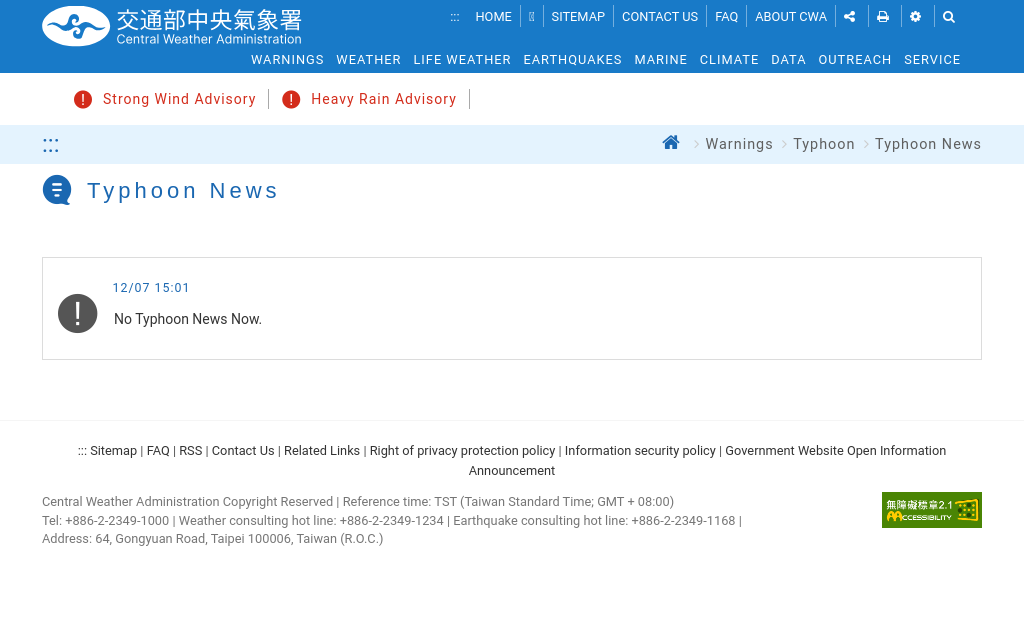 交通部中央氣象署
Central Weather Administration
::: HOME SITEMAP CONTACT US FAQ ABOUT CWA
WARNINGS WEATHER LIFE WEATHER EARTHQUAKES MARINE CLIMATE DATA OUTREACH SERVICE
Strong Wind Advisory Heavy Rain Advisory
::: Warnings Typhoon Typhoon News
Typhoon News
12/07 15:01
No Typhoon News Now.
::: Sitemap | FAQ | RSS | Contact Us | Related Links | Right of privacy protection policy | Information security policy | Government Website Open Information
Announcement
Central Weather Administration Copyright Reserved | Reference time: TST (Taiwan Standard Time; GMT + 08:00)
Tel: +886-2-2349-1000 | Weather consulting hot line: +886-2-2349-1234 | Earthquake consulting hot line: +886-2-2349-1168 |
Address: 64, Gongyuan Road, Taipei 100006, Taiwan (R.O.C.)
無障礙標章2.1
ACCESSIBILITY